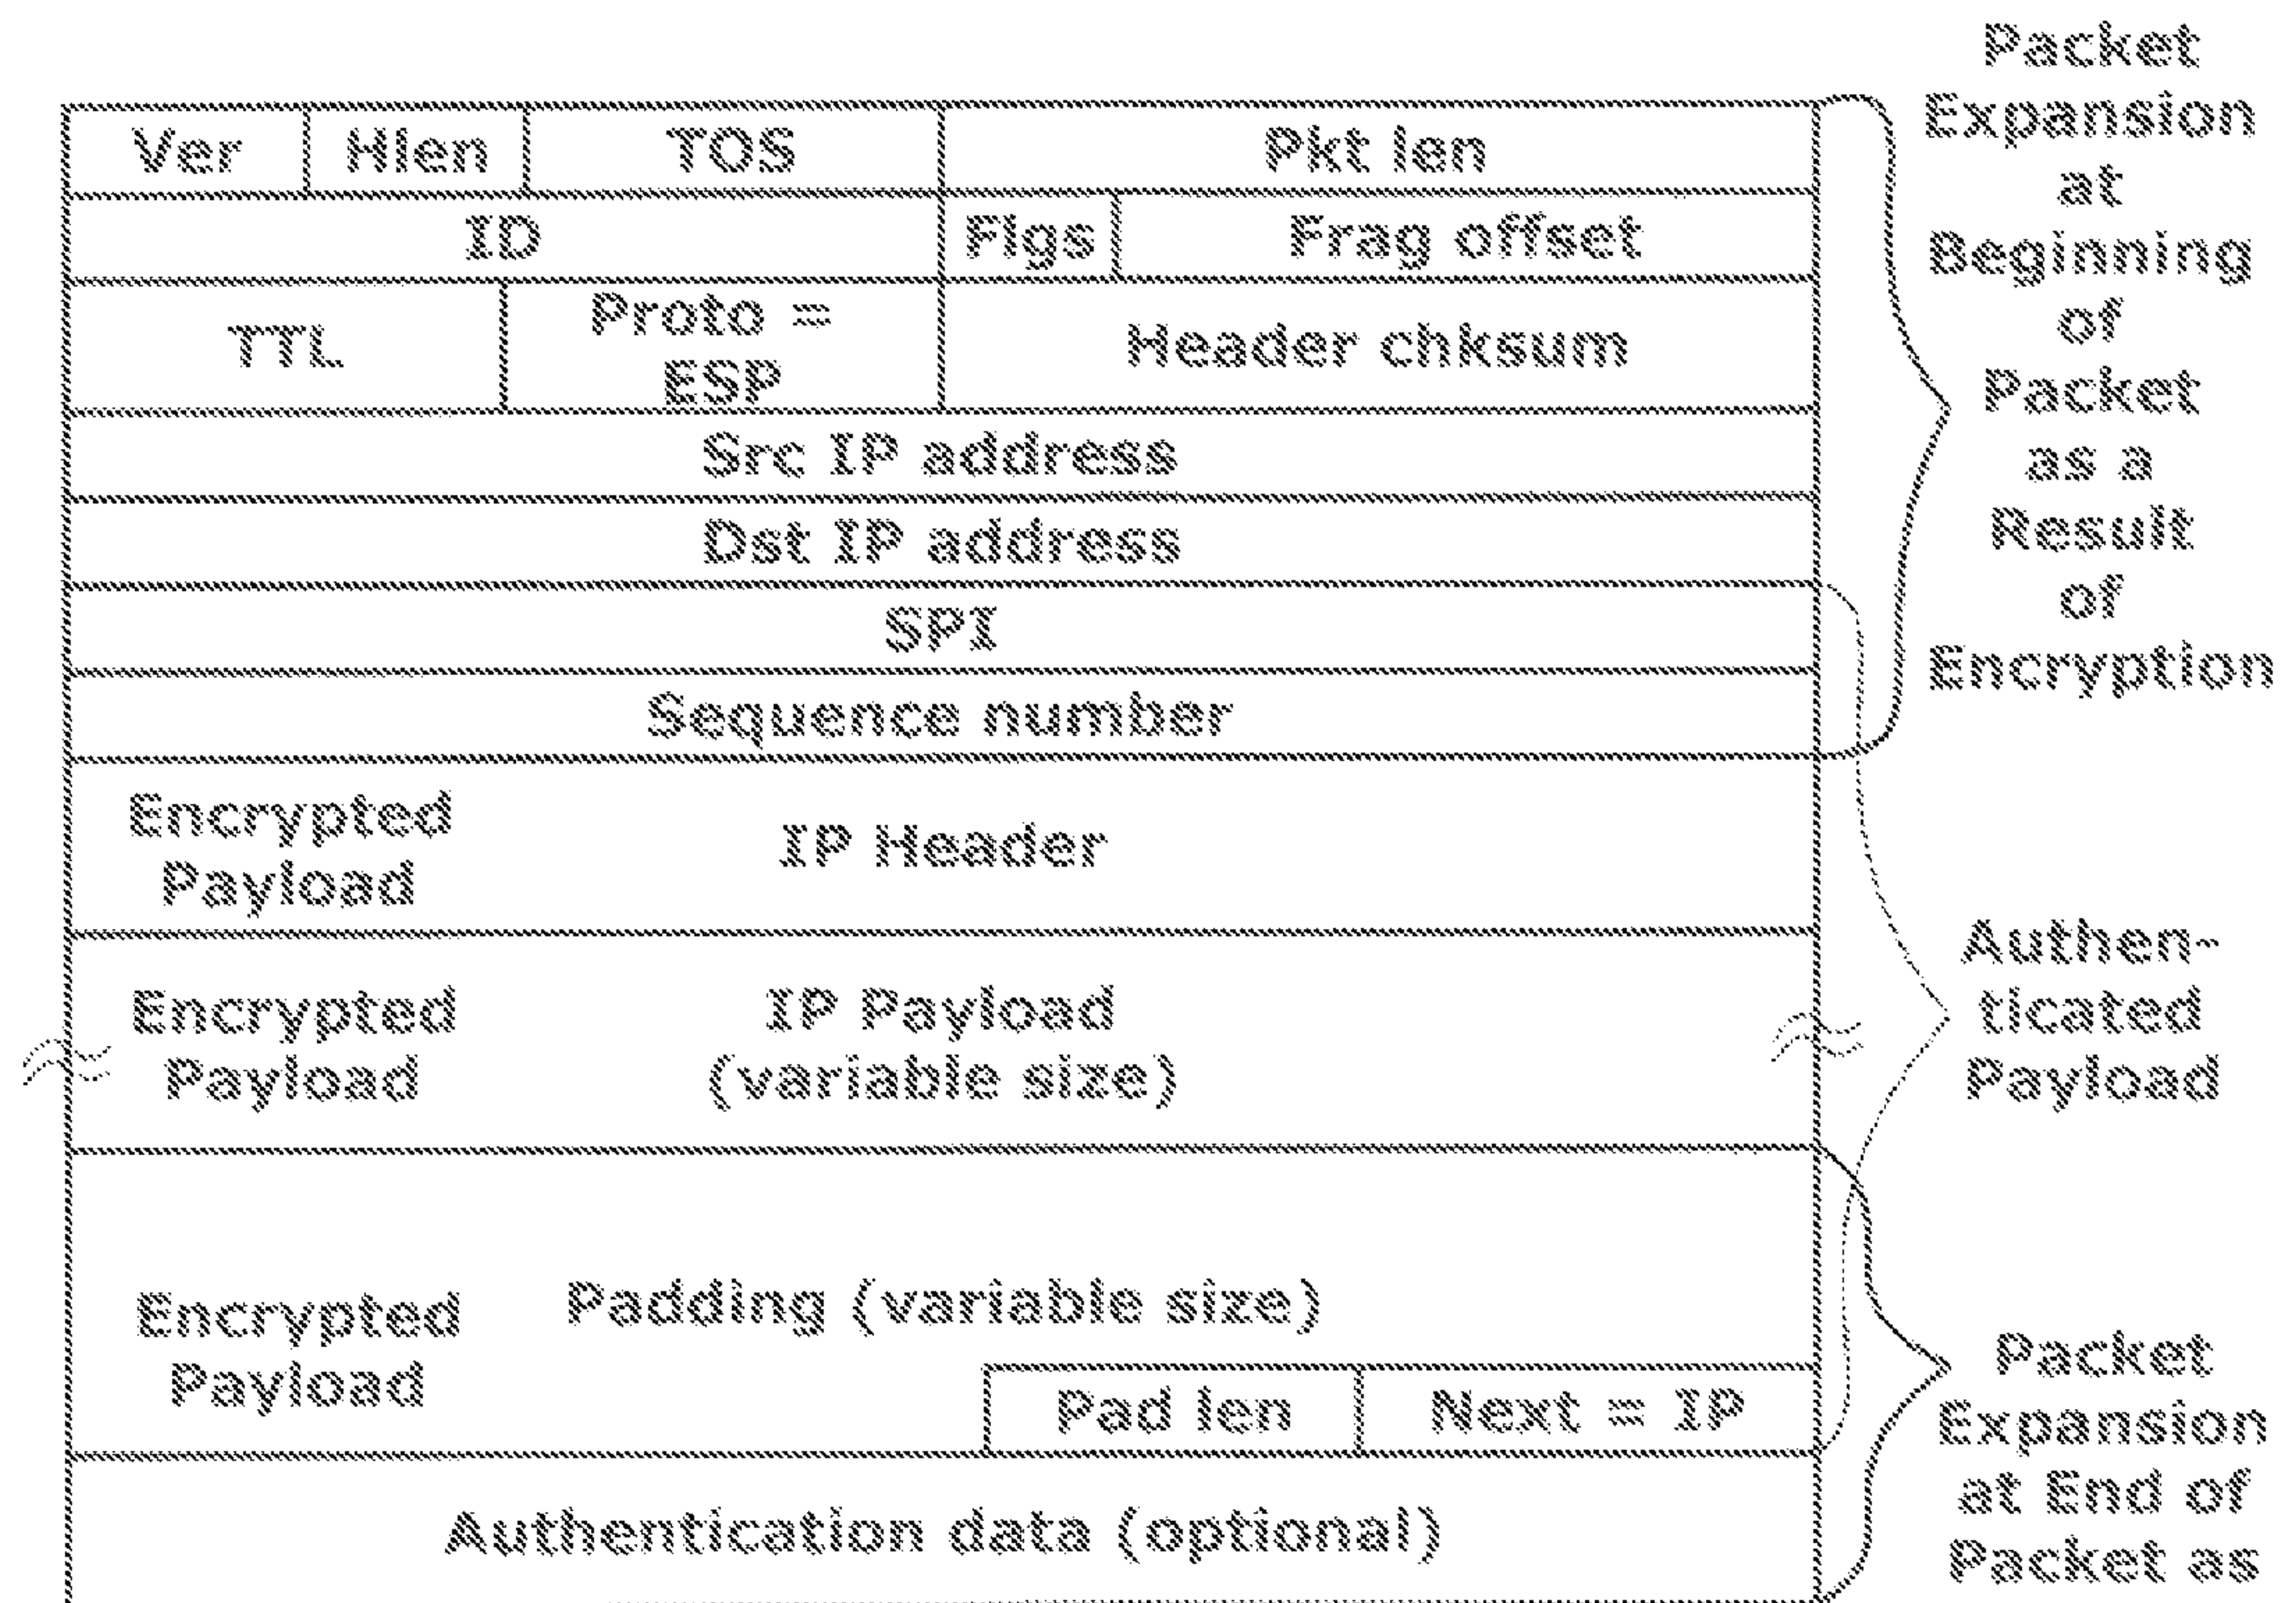 Ver Hlen TOS Pkt len
ID Flgs Frag offset
TTL Proto =
ESP Header chksum
Src IP address
Dst IP address
SPI
Sequence number
Encrypted
Payload
IP Header
Encrypted
Payload
IP Payload
(variable size)
Encrypted
Payload
Padding (variable size)
Pad len Next = IP
Authentication data (optional)
Packet
Expansion
at
Beginning
of
Packet
as a
Result
of
Encryption
Authen-
ticated
Payload
Packet
Expansion
at End of
Packet as